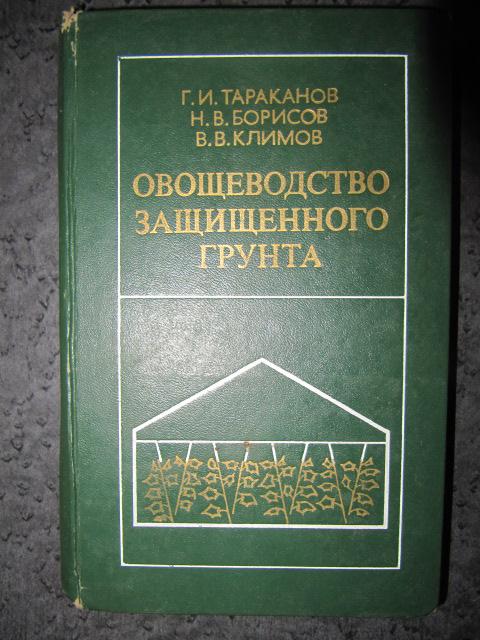 Г. И. ТАРАКАНОВ
Н. В. БОРИСОВ
В. В. КЛИМОВ
ОВОЩЕВОДСТВО
ЗАЩИЩЕННОГО
ГРУНТА